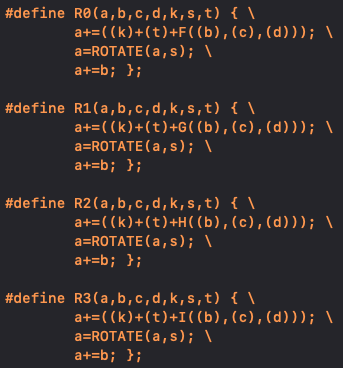 #define R0(a,b,c,d,k,s,t) { \
        a+=((k)+(t)+F((b),(c),(d))); \
        a=ROTATE(a,s); \
        a+=b; };

#define R1(a,b,c,d,k,s,t) { \
        a+=((k)+(t)+G((b),(c),(d))); \
        a=ROTATE(a,s); \
        a+=b; };

#define R2(a,b,c,d,k,s,t) { \
        a+=((k)+(t)+H((b),(c),(d))); \
        a=ROTATE(a,s); \
        a+=b; };

#define R3(a,b,c,d,k,s,t) { \
        a+=((k)+(t)+I((b),(c),(d))); \
        a=ROTATE(a,s); \
        a+=b; };